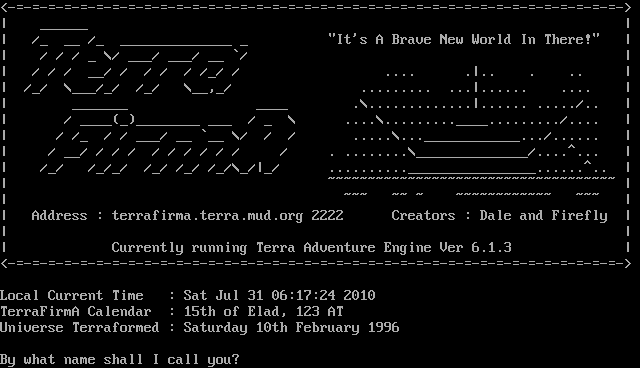 Terra
FirmA
"It's A Brave New World In There!"
Address : terrafirma.terra.mud.org 2222 Creators : Dale and Firefly
Currently running Terra Adventure Engine Ver 6.1.3
Local Current Time : Sat Jul 31 06:17:24 2010
TerraFirmA Calendar : 15th of Elad, 123 AT
Universe Terraformed : Saturday 10th February 1996
By what name shall I call you?